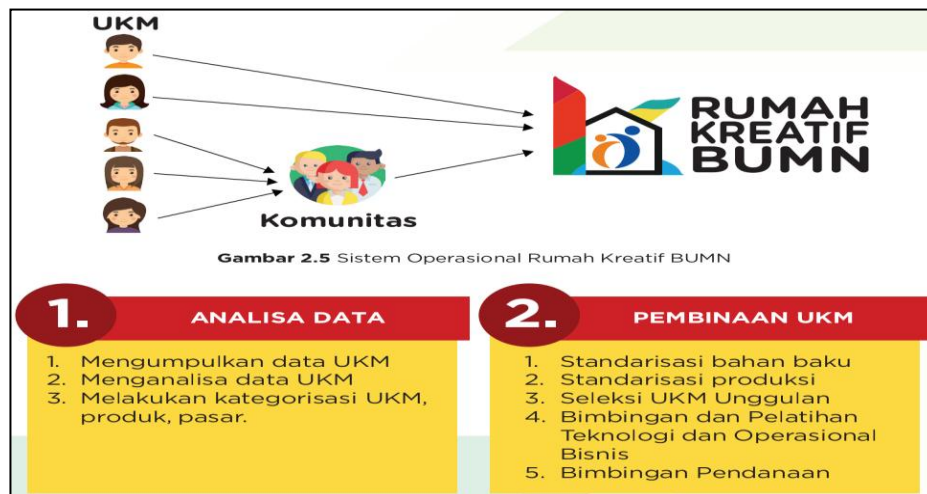 UKM
RUMAH
KREATIF
BUMN
Komunitas
Gambar 2.5 Sistem Operasional Rumah Kreatif BUMN
1. ANALISA DATA
1. Mengumpulkan data UKM
2. Menganalisa data UKM
3. Melakukan kategorisasi UKM,
produk, pasar.
2. PEMBINAAN UKM
1. Standarisasi bahan baku
2. Standarisasi produksi
3. Seleksi UKM Unggulan
4. Bimbingan dan Pelatihan
Teknologi dan Operasional
Bisnis
5. Bimbingan Pendanaan